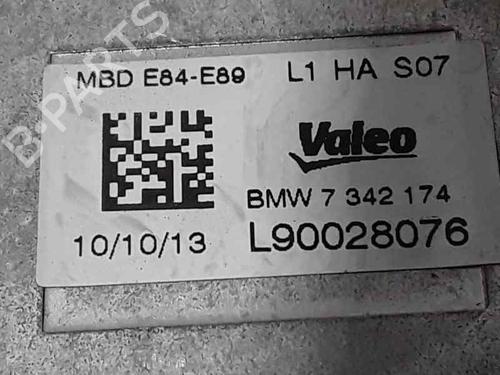 B-PARTS
MBD E84-E89 L1 HA S07
Valeo
BMW 7 342 174
10/10/13 L90028076